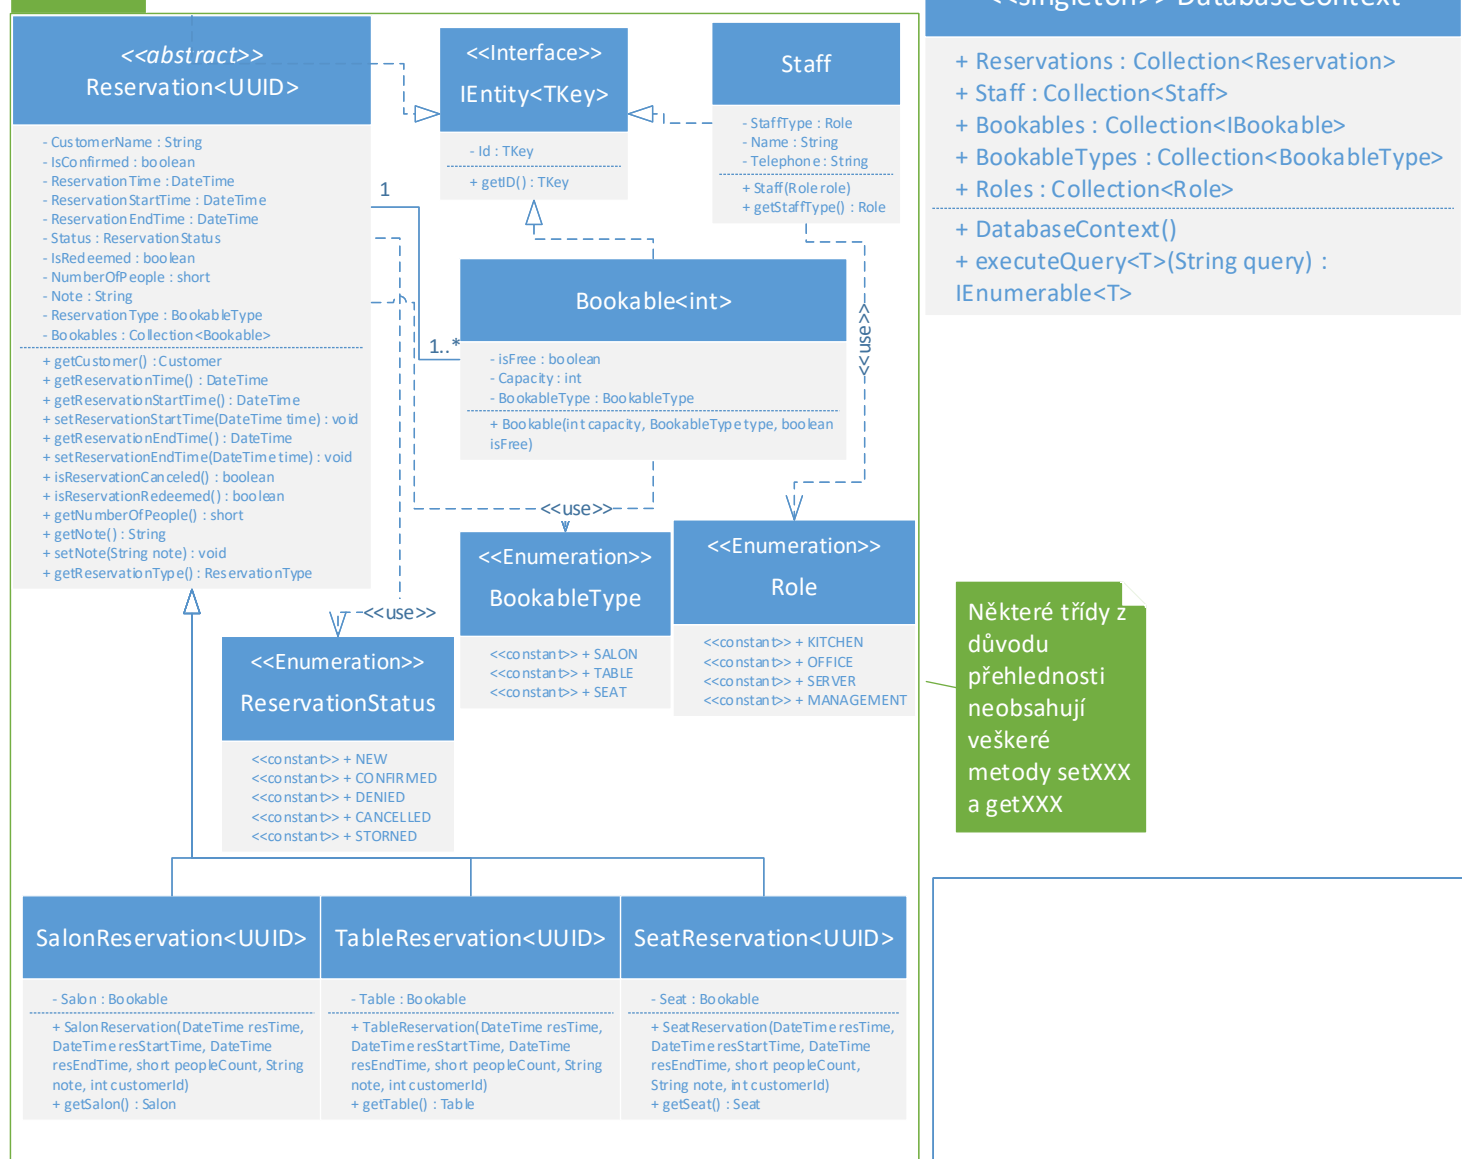 <<abstract>>
Reservation<UUID>
- CustomerName : String
- IsConfirmed : boolean
- ReservationTime : DateTime
- ReservationStartTime : DateTime
- ReservationEndTime : DateTime
- Status : ReservationStatus
- IsRedeemed : boolean
- NumberOfPeople : short
- Note : String
- ReservationType : BookableType
- Bookables : Collection<Bookable>
+ getCustomer() : Customer
+ getReservationTime() : DateTime
+ getReservationStartTime() : DateTime
+ setReservationStartTime(DateTime time) : void
+ getReservationEndTime() : DateTime
+ setReservationEndTime(DateTime time) : void
+ isReservationCanceled() : boolean
+ isReservationRedeemed() : boolean
+ getNumberOfPeople() : short
+ getNote() : String
+ setNote(String note) : void
+ getReservationType() : ReservationType
<<Interface>>
IEntity<TKey>
- Id : TKey
+ getID() : TKey
Staff
- StaffType : Role
- Name : String
- Telephone : String
+ Staff(Role role)
+ getStaffType() : Role
<<singleton>> DatabaseContext
+ Reservations : Collection<Reservation>
+ Staff : Collection<Staff>
+ Bookables : Collection<IBookable>
+ BookableTypes : Collection<BookableType>
+ Roles : Collection<Role>
+ DatabaseContext()
+ executeQuery<T>(String query) :
IEnumerable<T>
1
1..*
Bookable<int>
- isFree : boolean
- Capacity : int
- BookableType : BookableType
+ Bookable(int capacity, BookableType type, boolean
isFree)
<<use>>
<<use>>
<<use>>
<<Enumeration>>
BookableType
<<constant>> + SALON
<<constant>> + TABLE
<<constant>> + SEAT
<<Enumeration>>
Role
<<constant>> + KITCHEN
<<constant>> + OFFICE
<<constant>> + SERVER
<<constant>> + MANAGEMENT
<<Enumeration>>
ReservationStatus
<<constant>> + NEW
<<constant>> + CONFIRMED
<<constant>> + DENIED
<<constant>> + CANCELLED
<<constant>> + STORNED
Některé třídy z
důvodu
přehlednosti
neobsahují
veškeré
metody setXXX
a getXXX
SalonReservation<UUID>
- Salon : Bookable
+ SalonReservation(DateTime resTime,
DateTime resStartTime, DateTime
resEndTime, short peopleCount, String
note, int customerId)
+ getSalon() : Salon
TableReservation<UUID>
- Table : Bookable
+ TableReservation(DateTime resTime,
DateTime resStartTime, DateTime
resEndTime, short peopleCount, String
note, int customerId)
+ getTable() : Table
SeatReservation<UUID>
- Seat : Bookable
+ SeatReservation(DateTime resTime,
DateTime resStartTime, DateTime
resEndTime, short peopleCount,
String note, int customerId)
+ getSeat() : Seat